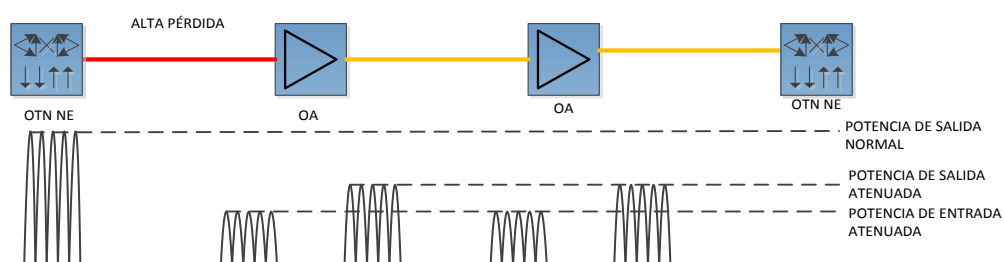 ALTA PÉRDIDA
OTN NE
OA
OA
OTN NE
POTENCIA DE SALIDA
NORMAL
POTENCIA DE SALIDA
ATENUADA
POTENCIA DE ENTRADA
ATENUADA